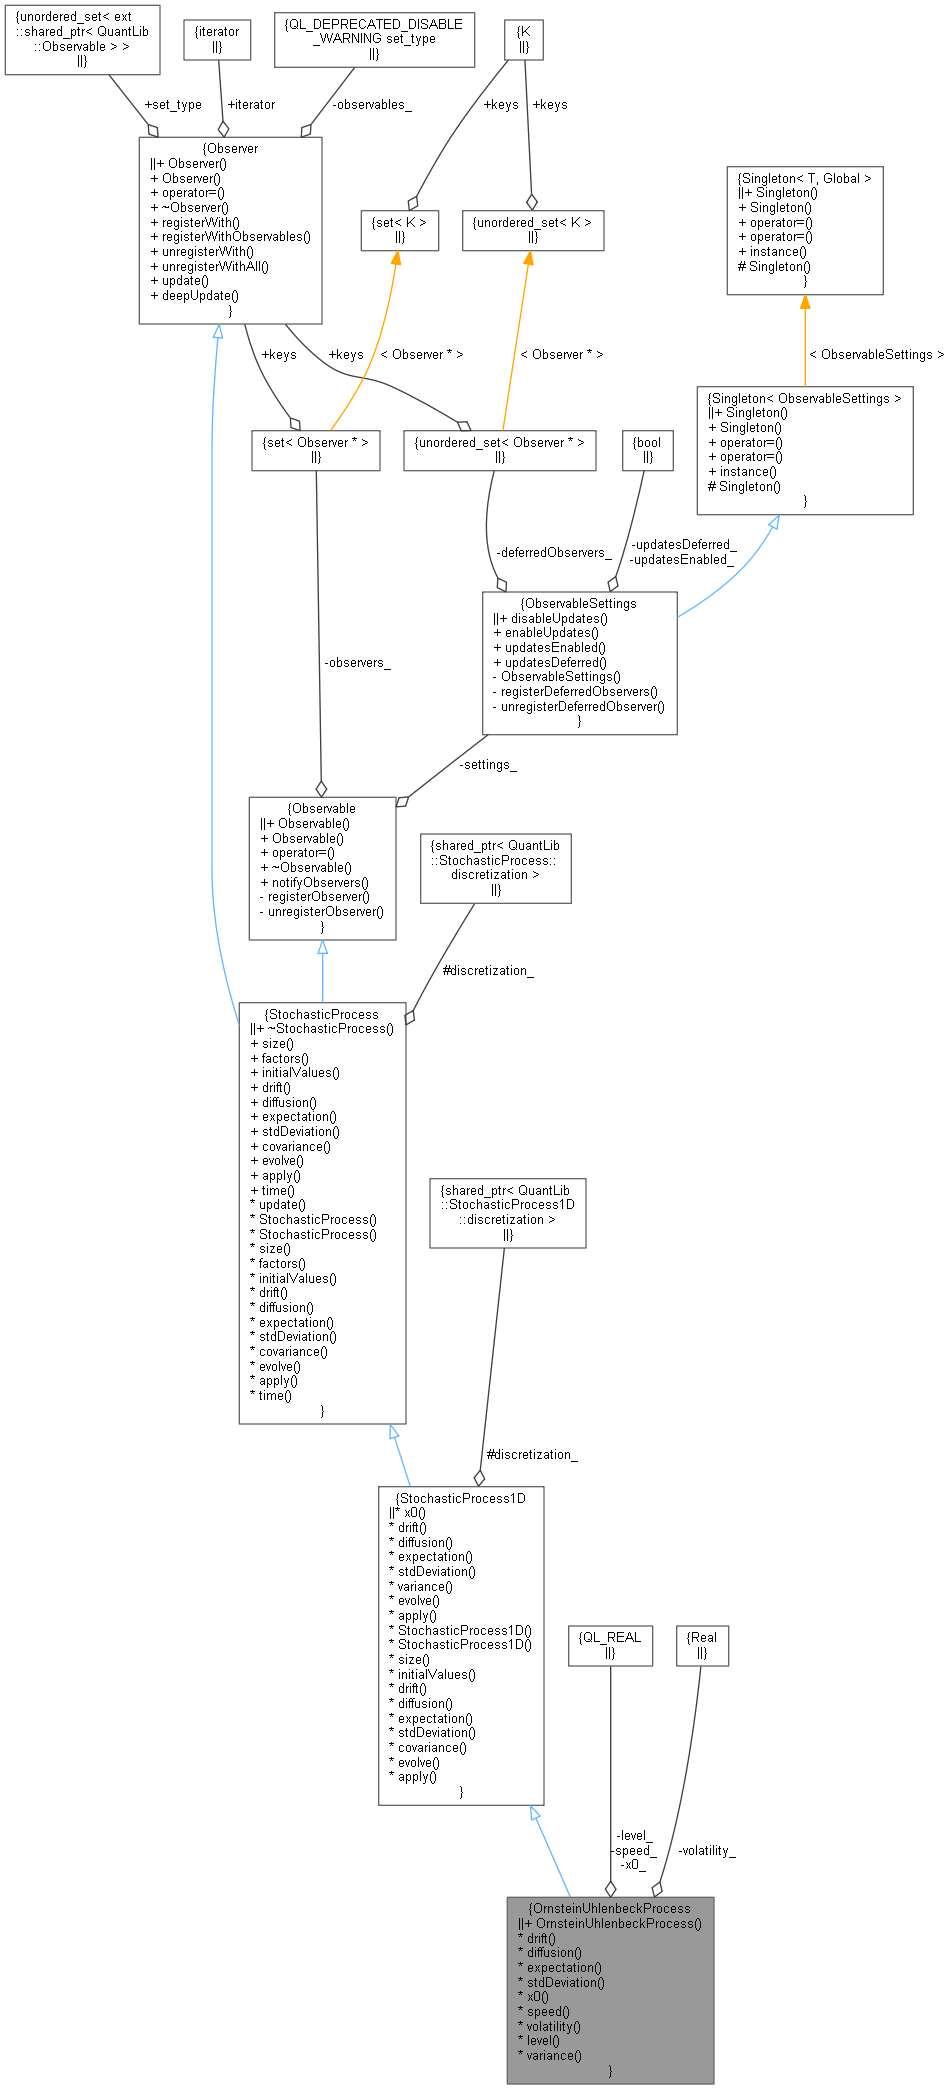 {unordered_set< ext
::shared_ptr< QuantLib
::Observable > >
||}
{iterator
||}
{QL_DEPRECATED_DISABLE
_WARNING set_type
||}
{K
||}
+set_type
+iterator
-observables_
+keys
+keys
{Observer
||+ Observer()
+ Observer()
+ operator=()
+ ~Observer()
+ registerWith()
+ registerWithObservables()
+ unregisterWith()
+ unregisterWithAll()
+ update()
+ deepUpdate()
}
{set< K >
||}
{unordered_set< K >
||}
{Singleton< T, Global >
||+ Singleton()
+ Singleton()
+ operator=()
+ operator=()
+ instance()
# Singleton()
}
+keys
+keys
< Observer * >
< Observer * >
< ObservableSettings >
{set< Observer * >
||}
{unordered_set< Observer * >
||}
{bool
||}
{Singleton< ObservableSettings >
||+ Singleton()
+ Singleton()
+ operator=()
+ operator=()
+ instance()
# Singleton()
}
-deferredObservers_
-updatesDeferred_
-updatesEnabled_
{ObservableSettings
||+ disableUpdates()
+ enableUpdates()
+ updatesEnabled()
+ updatesDeferred()
- ObservableSettings()
- registerDeferredObservers()
- unregisterDeferredObserver()
}
-observers_
-settings_
{Observable
||+ Observable()
+ Observable()
+ operator=()
+ ~Observable()
+ notifyObservers()
- registerObserver()
- unregisterObserver()
}
{shared_ptr< QuantLib
::StochasticProcess::
discretization >
||}
#discretization_
{StochasticProcess
||+ ~StochasticProcess()
+ size()
+ factors()
+ initialValues()
+ drift()
+ diffusion()
+ expectation()
+ stdDeviation()
+ covariance()
+ evolve()
+ apply()
+ time()
* update()
* StochasticProcess()
* StochasticProcess()
* size()
* factors()
* initialValues()
* drift()
* diffusion()
* expectation()
* stdDeviation()
* covariance()
* evolve()
* apply()
* time()
}
{shared_ptr< QuantLib
::StochasticProcess1D
::discretization >
||}
#discretization_
{StochasticProcess1D
||* x0()
* drift()
* diffusion()
* expectation()
* stdDeviation()
* variance()
* evolve()
* apply()
* StochasticProcess1D()
* StochasticProcess1D()
* size()
* initialValues()
* drift()
* diffusion()
* expectation()
* stdDeviation()
* covariance()
* evolve()
* apply()
}
{QL_REAL
||}
{Real
||}
-level_
-speed_
-x0_
-volatility_
{OrnsteinUhlenbeckProcess
||+ OrnsteinUhlenbeckProcess()
* drift()
* diffusion()
* expectation()
* stdDeviation()
* x0()
* speed()
* volatility()
* level()
* variance()
}